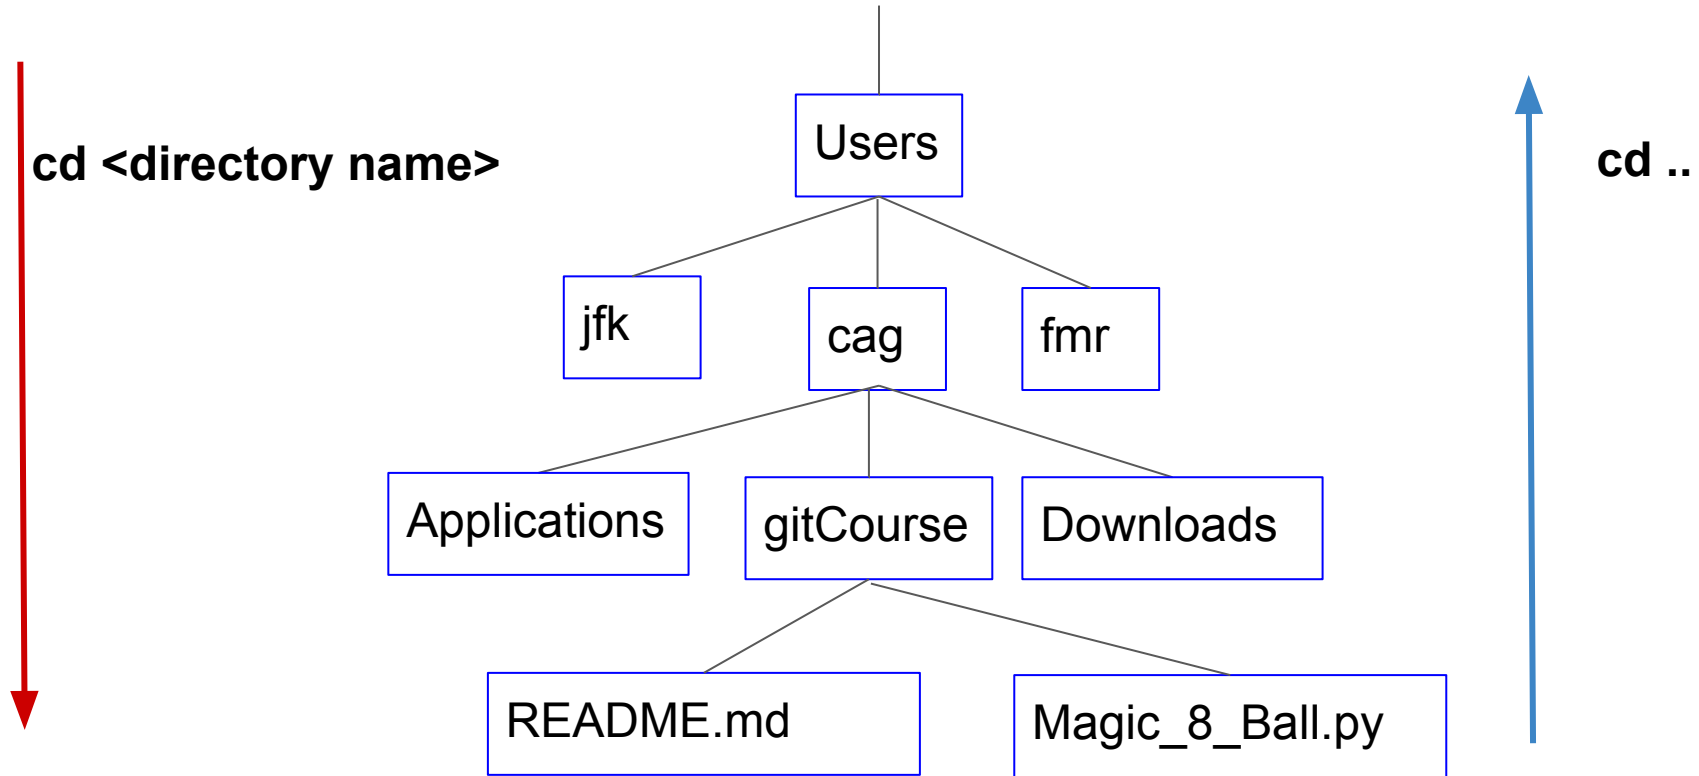 Users
cd <directory name>
cd ..
jfk
cag
fmr
Applications
gitCourse
Downloads
README.md
Magic_8_Ball.py